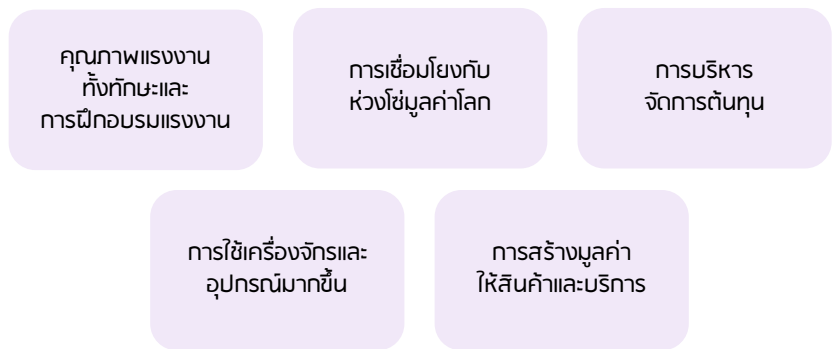 คุณภาพแรงงาน
ทั้งทักษะและ
การฝึกอบรมแรงงาน
การเชื่อมโยงกับ
ห่วงโซ่มูลค่าโลก
การบริหาร
จัดการต้นทุน
การใช้เครื่องจักรและ
อุปกรณ์มากขึ้น
การสร้างมูลค่า
ให้สินค้าและบริการ